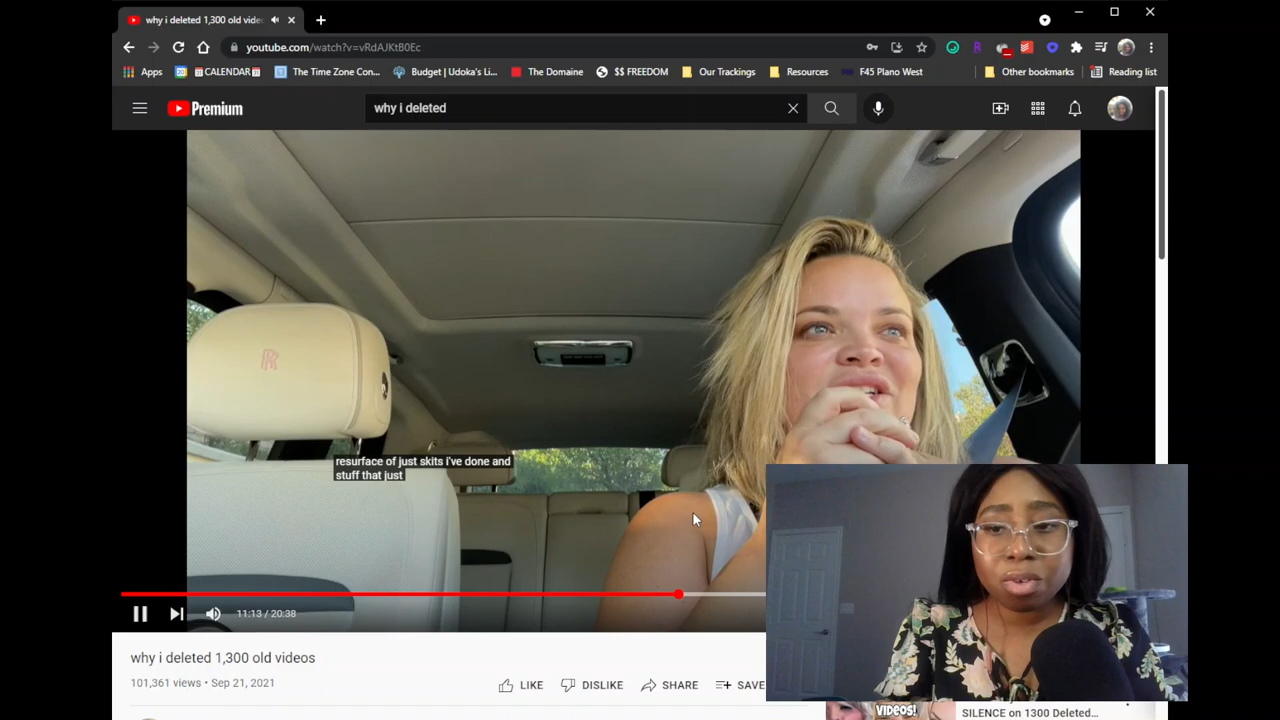 why i deleted 1,300 old vide
youtube.com/watch?v=vRdAJKtB0Ec
Apps
CALENDAR
The Time Zone Con...
Budget | Udoka's Li...
The Domaine
$$ FREEDOM
Our Trackings
Resources
F45 Plano West
Other bookmarks
Reading list
Premium
why i deleted
RR
resurface of just skits i've done and
stuff that just
11:13 / 20:38
why i deleted 1,300 old videos
101,361 views • Sep 21, 2021
LIKE
DISLIKE
SHARE
SAVE
VIDEOS!
SILENCE on 1300 Deleted...